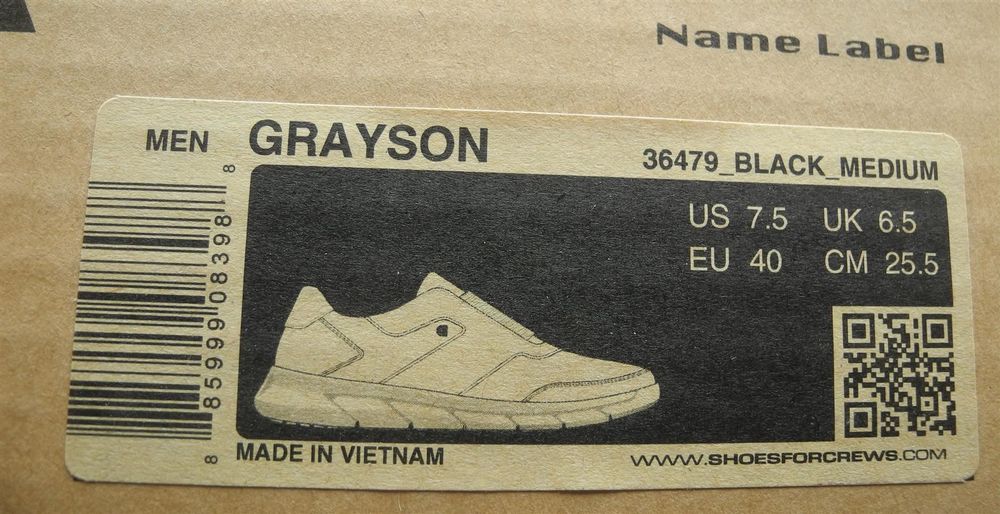 Name Label
MEN GRAYSON
36479_BLACK_MEDIUM
US 7.5 UK 6.5
EU 40 CM 25.5
8 85999 08398 8
MADE IN VIETNAM
WWW.SHOESFORCREWS.COM